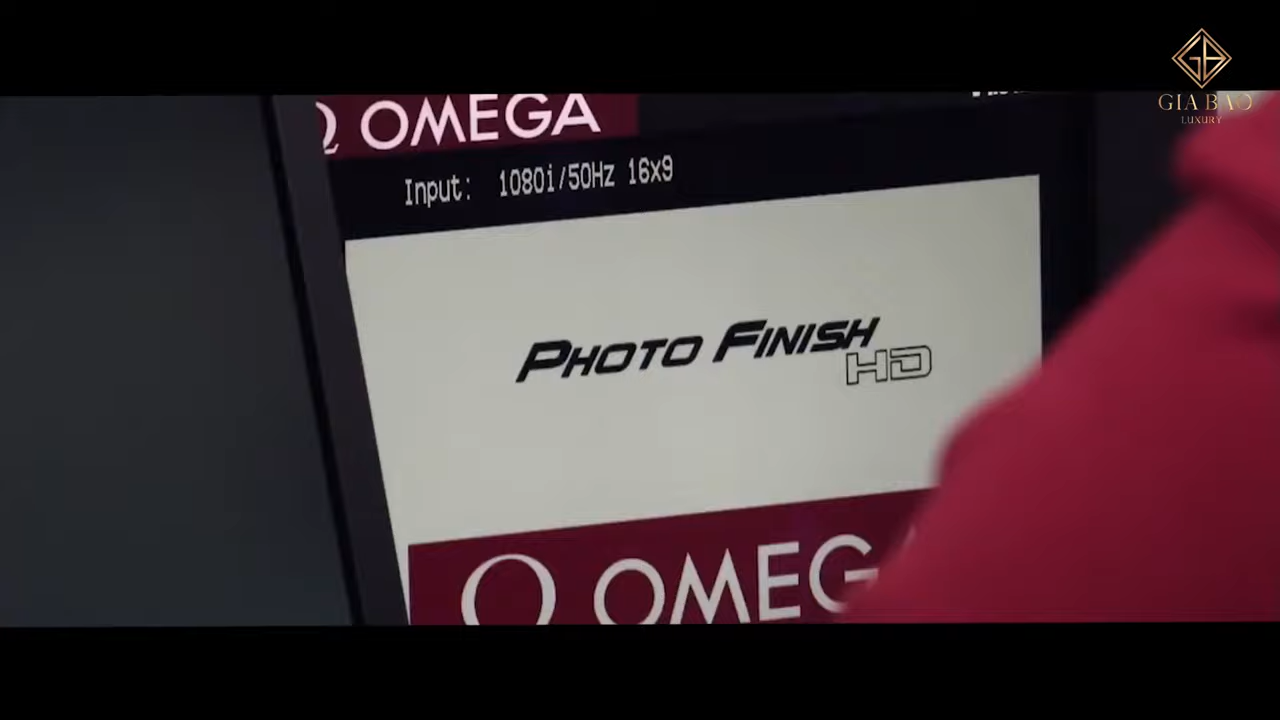 Ω OMEGA
GIA BAO
LUXURY
Input: 1080i/50Hz 16x9
PHOTO FINISH
HD
Ω OMEG